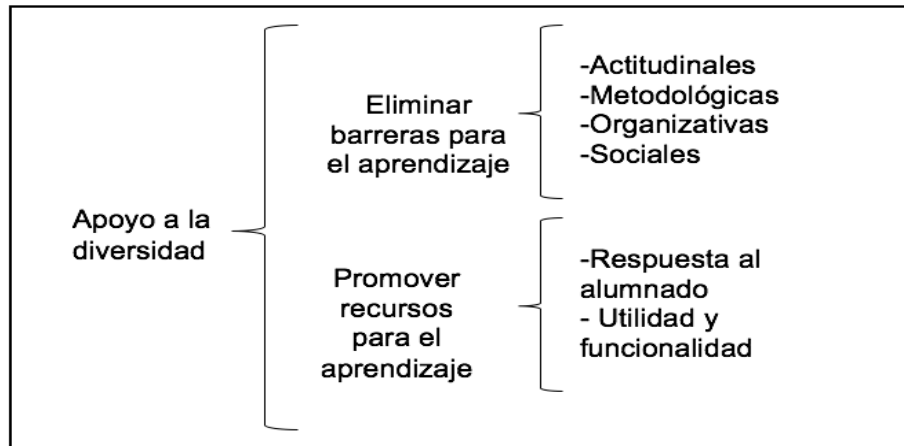 Apoyo a la
diversidad
Eliminar
barreras para
el aprendizaje
-Actitudinales
-Metodológicas
-Organizativas
-Sociales
Promover
recursos
para el
aprendizaje
-Respuesta al
alumnado
- Utilidad y
funcionalidad